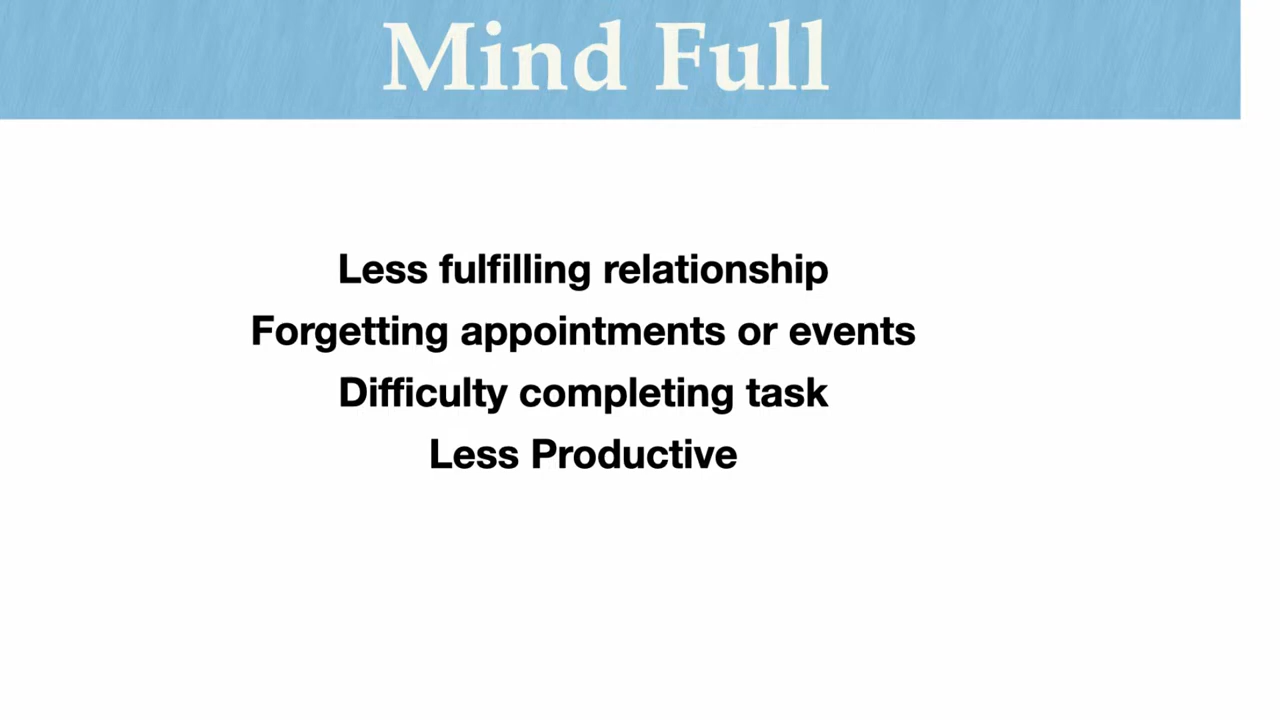 Mind Full
Less fulfilling relationship
Forgetting appointments or events
Difficulty completing task
Less Productive